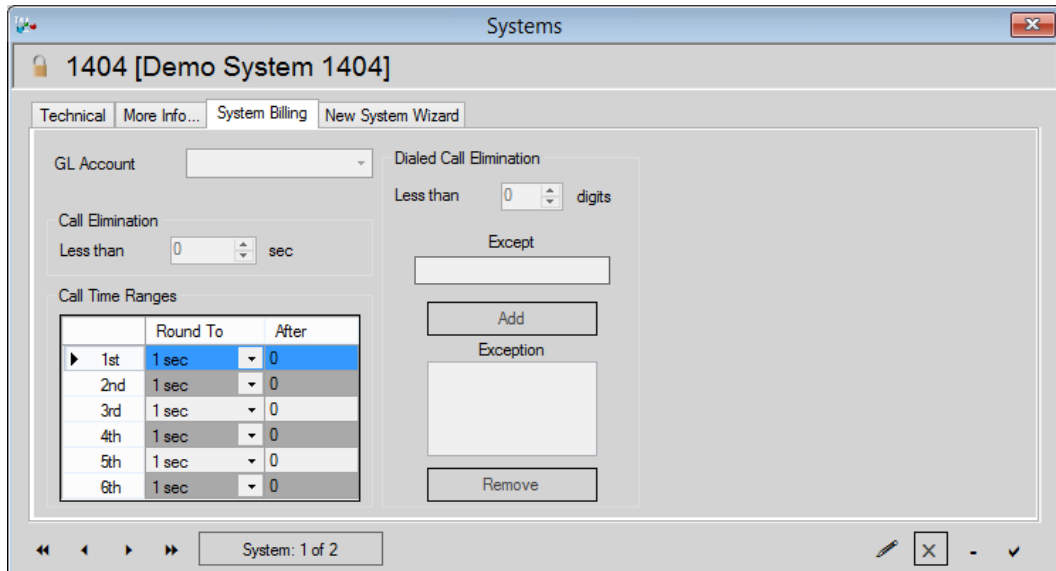 Systems
1404 [Demo System 1404]
Technical More Info... System Billing New System Wizard
GL Account
Call Elimination
Less than 0 sec
Call Time Ranges
Round To After
1st 1 sec 0
2nd 1 sec 0
3rd 1 sec 0
4th 1 sec 0
5th 1 sec 0
6th 1 sec 0
Dialed Call Elimination
Less than 0 digits
Except
Add
Exception
Remove
System: 1 of 2